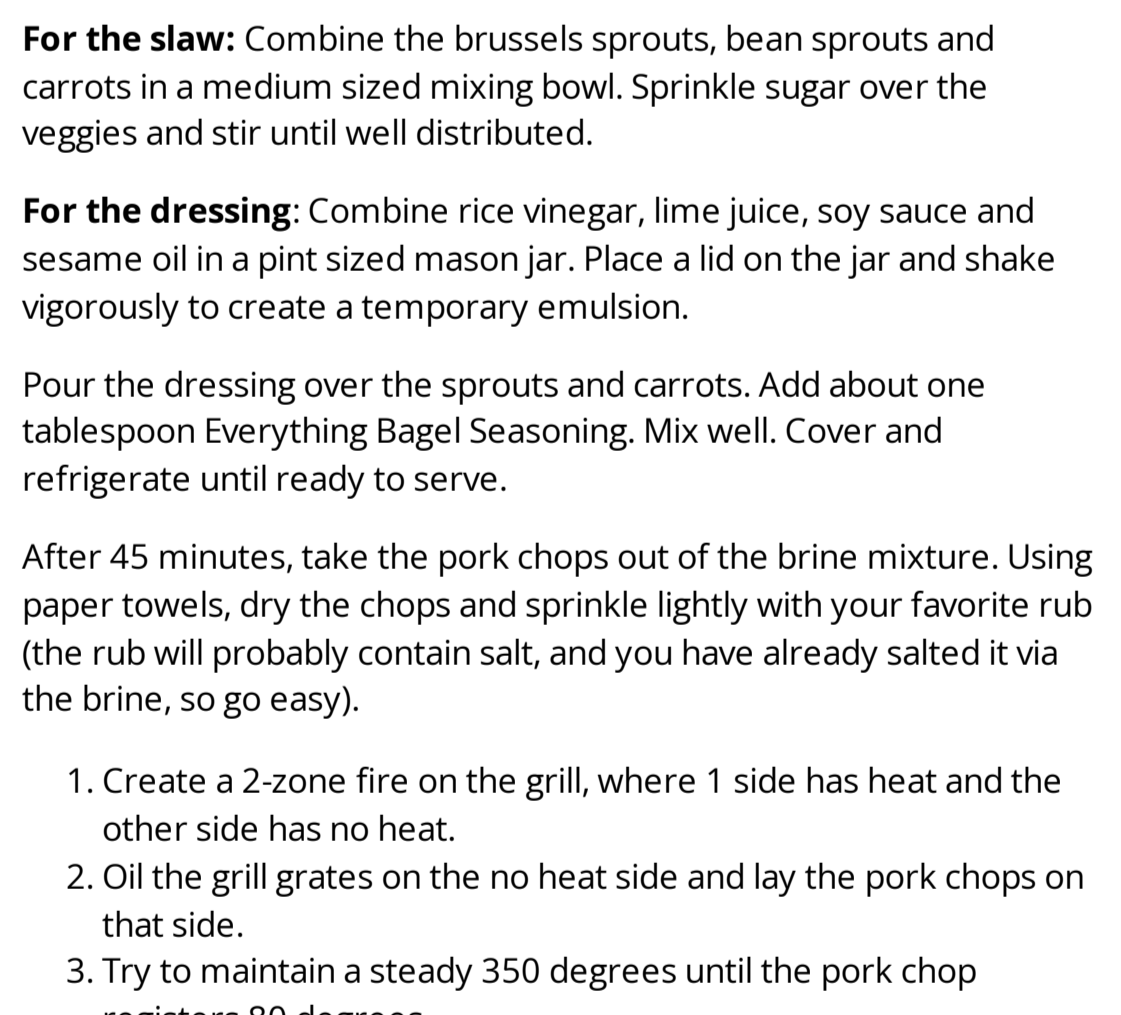 For the slaw: Combine the brussels sprouts, bean sprouts and
carrots in a medium sized mixing bowl. Sprinkle sugar over the
veggies and stir until well distributed.
For the dressing: Combine rice vinegar, lime juice, soy sauce and
sesame oil in a pint sized mason jar. Place a lid on the jar and shake
vigorously to create a temporary emulsion.
Pour the dressing over the sprouts and carrots. Add about one
tablespoon Everything Bagel Seasoning. Mix well. Cover and
refrigerate until ready to serve.
After 45 minutes, take the pork chops out of the brine mixture. Using
paper towels, dry the chops and sprinkle lightly with your favorite rub
(the rub will probably contain salt, and you have already salted it via
the brine, so go easy).
1. Create a 2-zone fire on the grill, where 1 side has heat and the
other side has no heat.
2. Oil the grill grates on the no heat side and lay the pork chops on
that side.
3. Try to maintain a steady 350 degrees until the pork chop